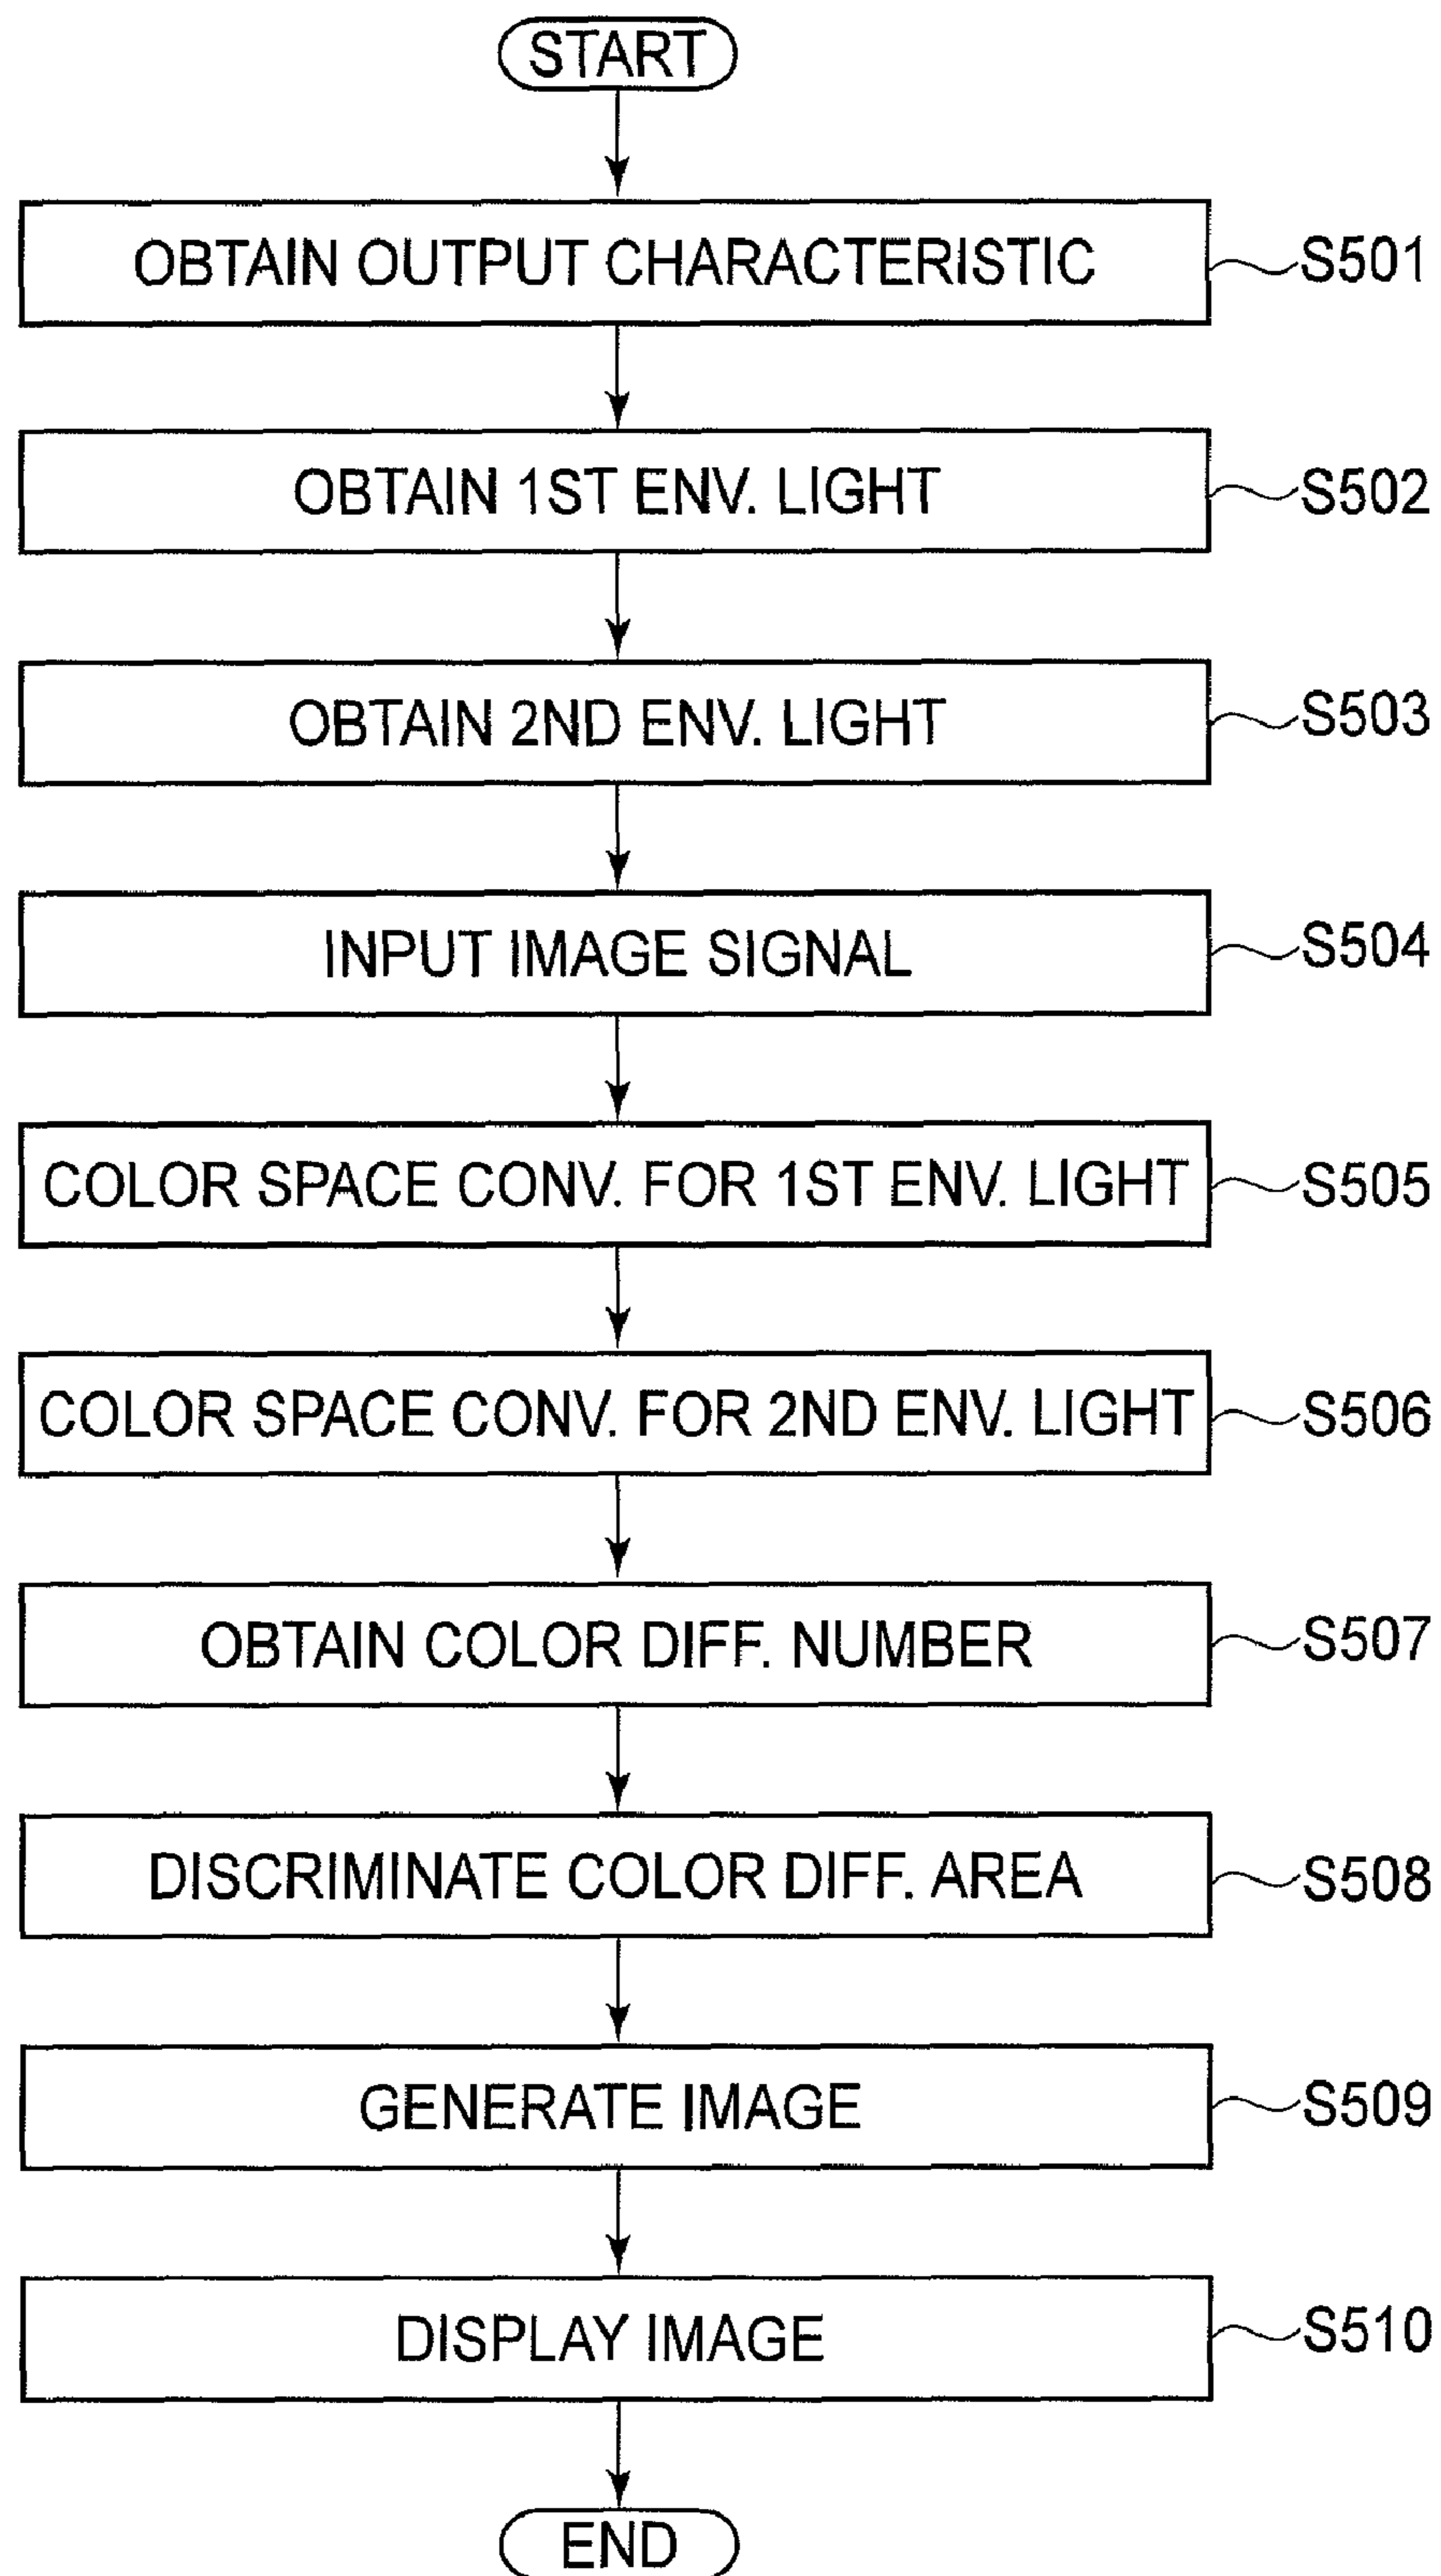 START
OBTAIN OUTPUT CHARACTERISTIC
S501
OBTAIN 1ST ENV. LIGHT
S502
OBTAIN 2ND ENV. LIGHT
S503
INPUT IMAGE SIGNAL
S504
COLOR SPACE CONV. FOR 1ST ENV. LIGHT
S505
COLOR SPACE CONV. FOR 2ND ENV. LIGHT
S506
OBTAIN COLOR DIFF. NUMBER
S507
DISCRIMINATE COLOR DIFF. AREA
S508
GENERATE IMAGE
S509
DISPLAY IMAGE
S510
END